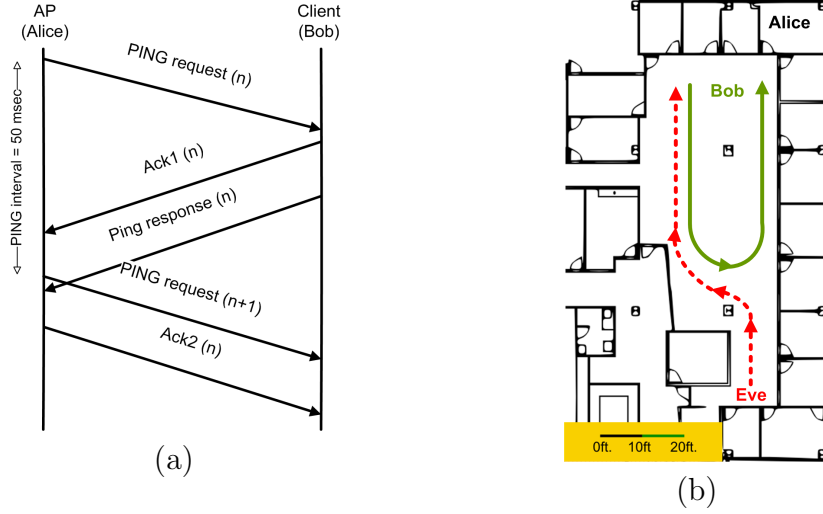 AP
(Alice)
Client
(Bob)
PING request (n)
PING interval = 50 msec
Ack1 (n)
Ping response (n)
PING request (n+1)
Ack2 (n)
(a)
Alice
Bob
Eve
0ft. 10ft 20ft.
(b)